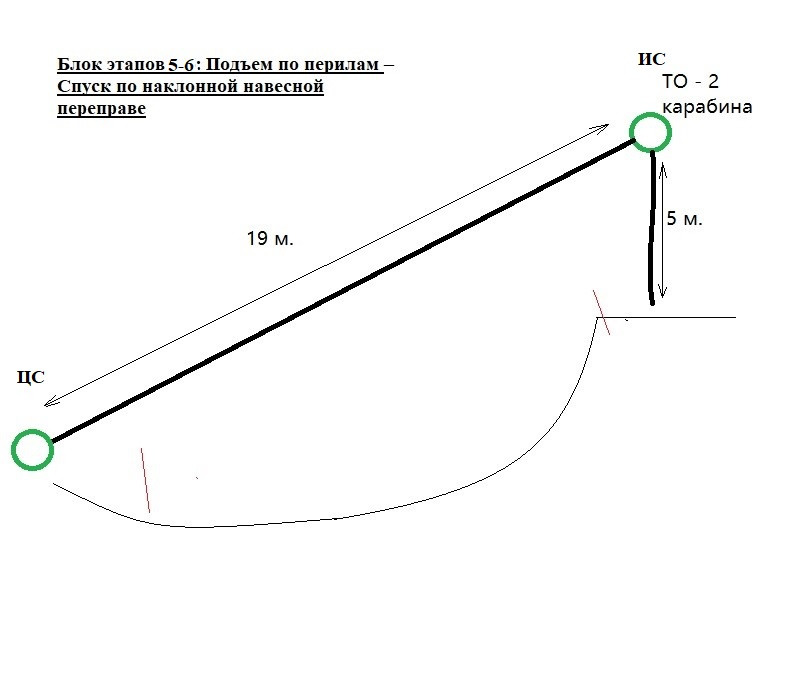 Блок этапов 5-6: Подъем по перилам –
Спуск по наклонной навесной
переправе
ИС
ТО - 2
карабина
19 м.
5 м.
ЦС